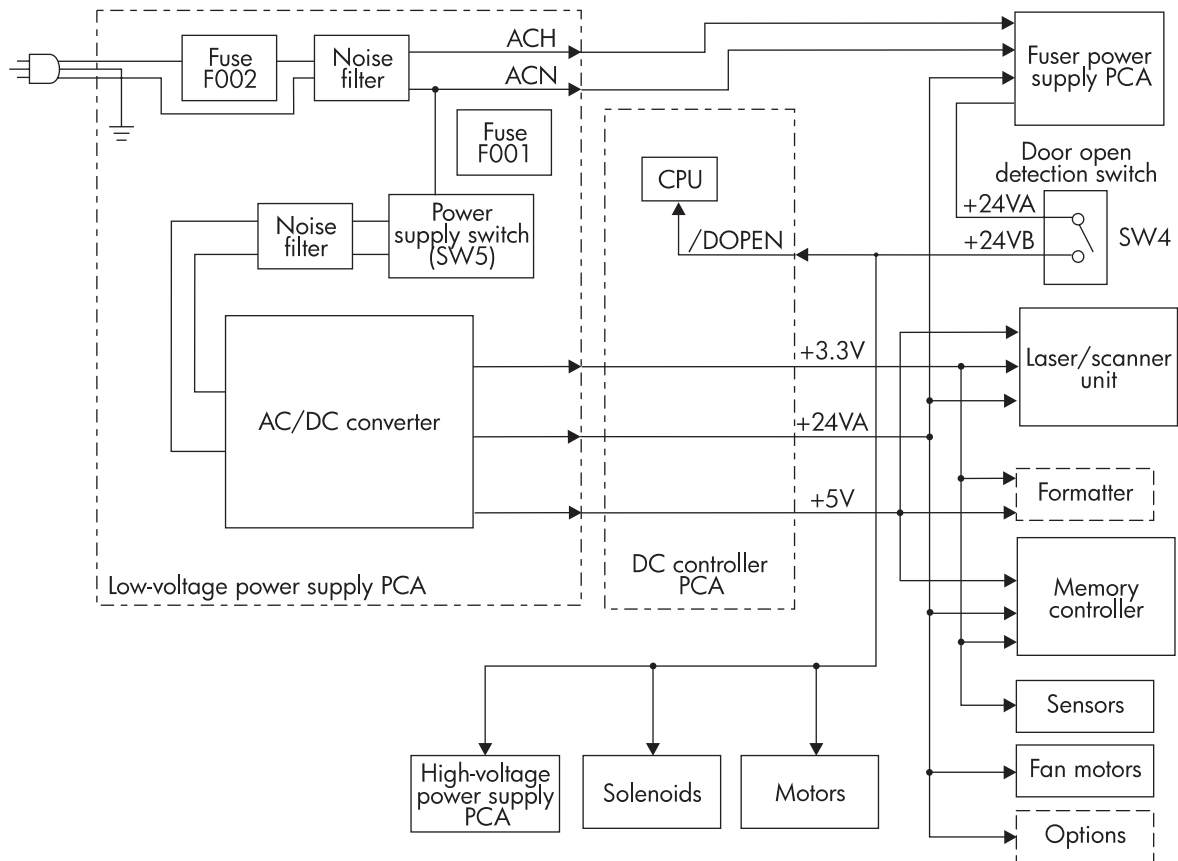 Fuse
F002
Noise
filter
ACH
ACN
Fuser power
supply PCA
Fuse
F001
CPU
/DOPEN
Door open
detection switch
+24VA
+24VB
SW4
Noise
filter
Power
supply switch
(SW5)
AC/DC converter
+3.3V
+24VA
+5V
Laser/scanner
unit
Formatter
Low-voltage power supply PCA
DC controller
PCA
Memory
controller
Sensors
Fan motors
Options
High-voltage
power supply
PCA
Solenoids
Motors